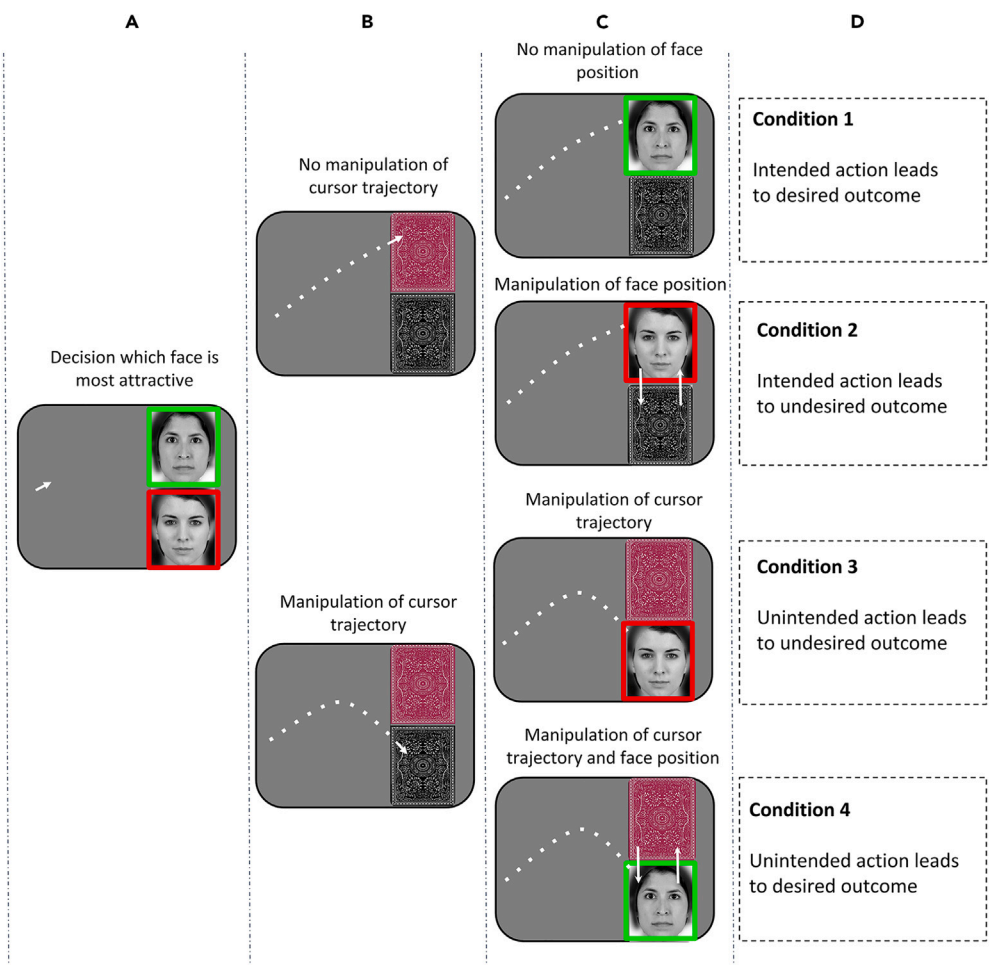 A
B
C
D
Decision which face is
most attractive
No manipulation of
cursor trajectory
Manipulation of cursor
trajectory
No manipulation of face
position
Manipulation of face position
Manipulation of cursor
trajectory
Manipulation of cursor
trajectory and face position
Condition 1
Intended action leads
to desired outcome
Condition 2
Intended action leads
to undesired outcome
Condition 3
Unintended action leads
to undesired outcome
Condition 4
Unintended action leads
to desired outcome